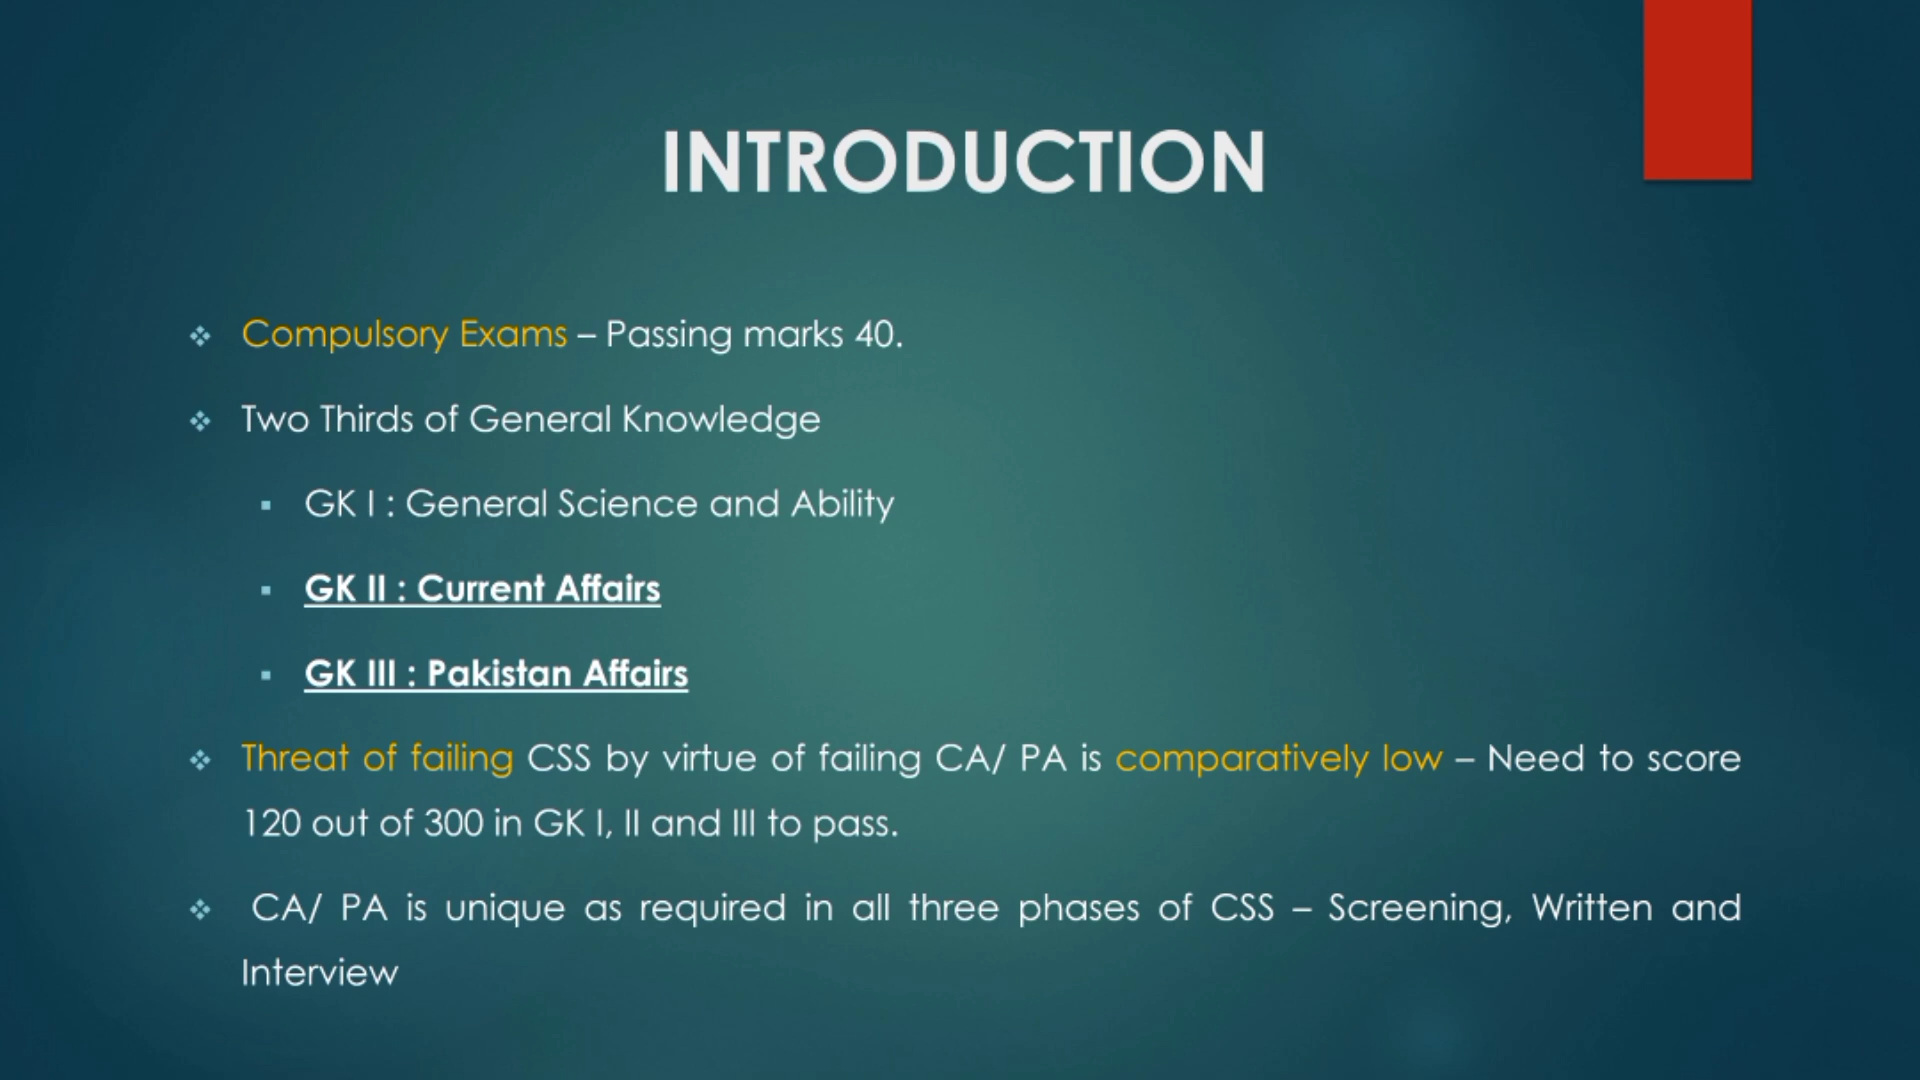 INTRODUCTION
Compulsory Exams – Passing marks 40.
Two Thirds of General Knowledge
GK I : General Science and Ability
GK II : Current Affairs
GK III : Pakistan Affairs
Threat of failing CSS by virtue of failing CA/ PA is comparatively low – Need to score
120 out of 300 in GK I, II and III to pass.
CA/ PA is unique as required in all three phases of CSS – Screening, Written and
Interview